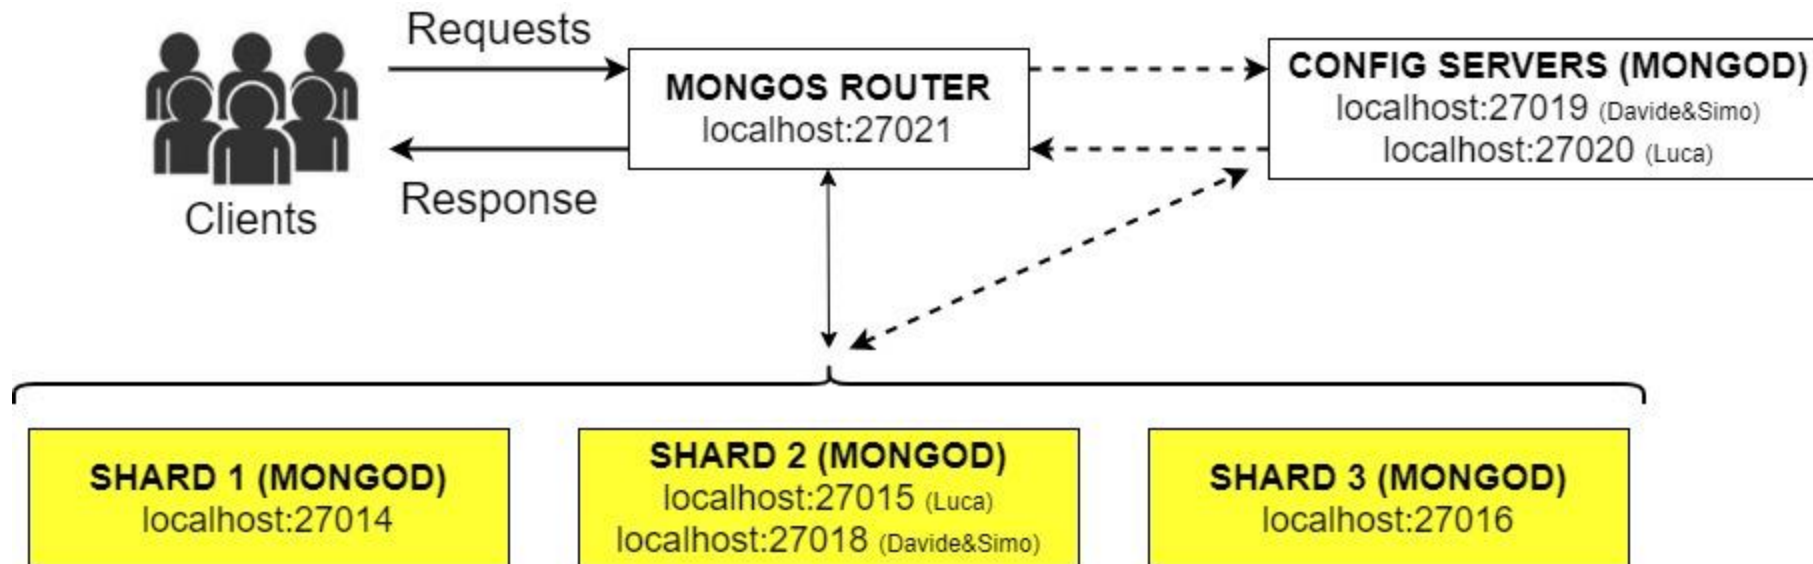 Requests
MONGOS ROUTER
localhost:27021
CONFIG SERVERS (MONGOD)
localhost:27019 (Davide&Simo)
localhost:27020 (Luca)
Response
Clients
SHARD 1 (MONGOD)
localhost:27014
SHARD 2 (MONGOD)
localhost:27015 (Luca)
localhost:27018 (Davide&Simo)
SHARD 3 (MONGOD)
localhost:27016